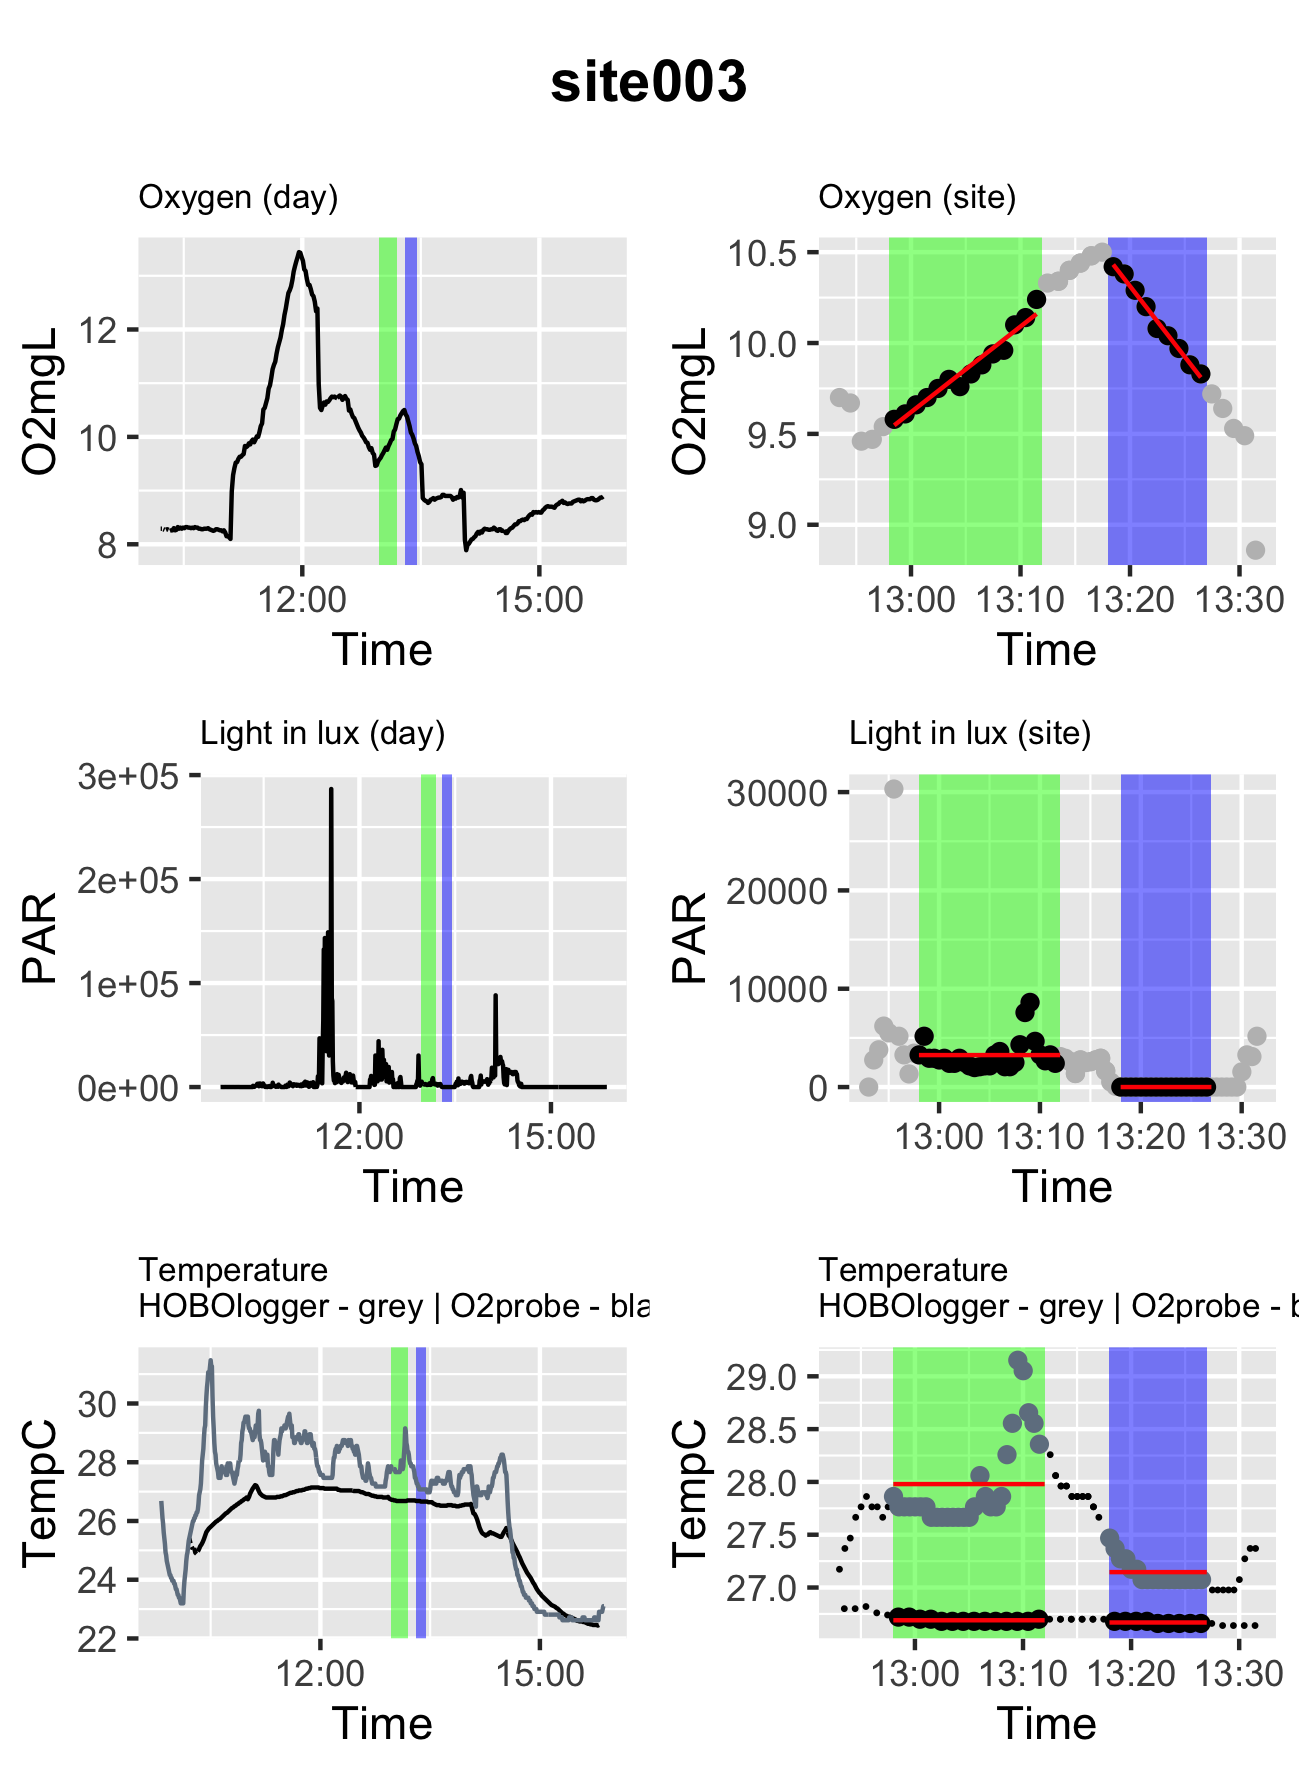 site003
Oxygen (day)
O2mgL
12
10
8
12:00 15:00
Time
Oxygen (site)
O2mgL
10.5
10.0
9.5
9.0
13:00 13:10 13:20 13:30
Time
Light in lux (day)
PAR
3e+05
2e+05
1e+05
0e+00
12:00 15:00
Time
Light in lux (site)
PAR
30000
20000
10000
0
13:00 13:10 13:20 13:30
Time
Temperature
HOBOlogger - grey | O2probe - bla
TempC
30
28
26
24
22
12:00 15:00
Time
Temperature
HOBOlogger - grey | O2probe - b
TempC
29.0
28.5
28.0
27.5
27.0
13:00 13:10 13:20 13:30
Time